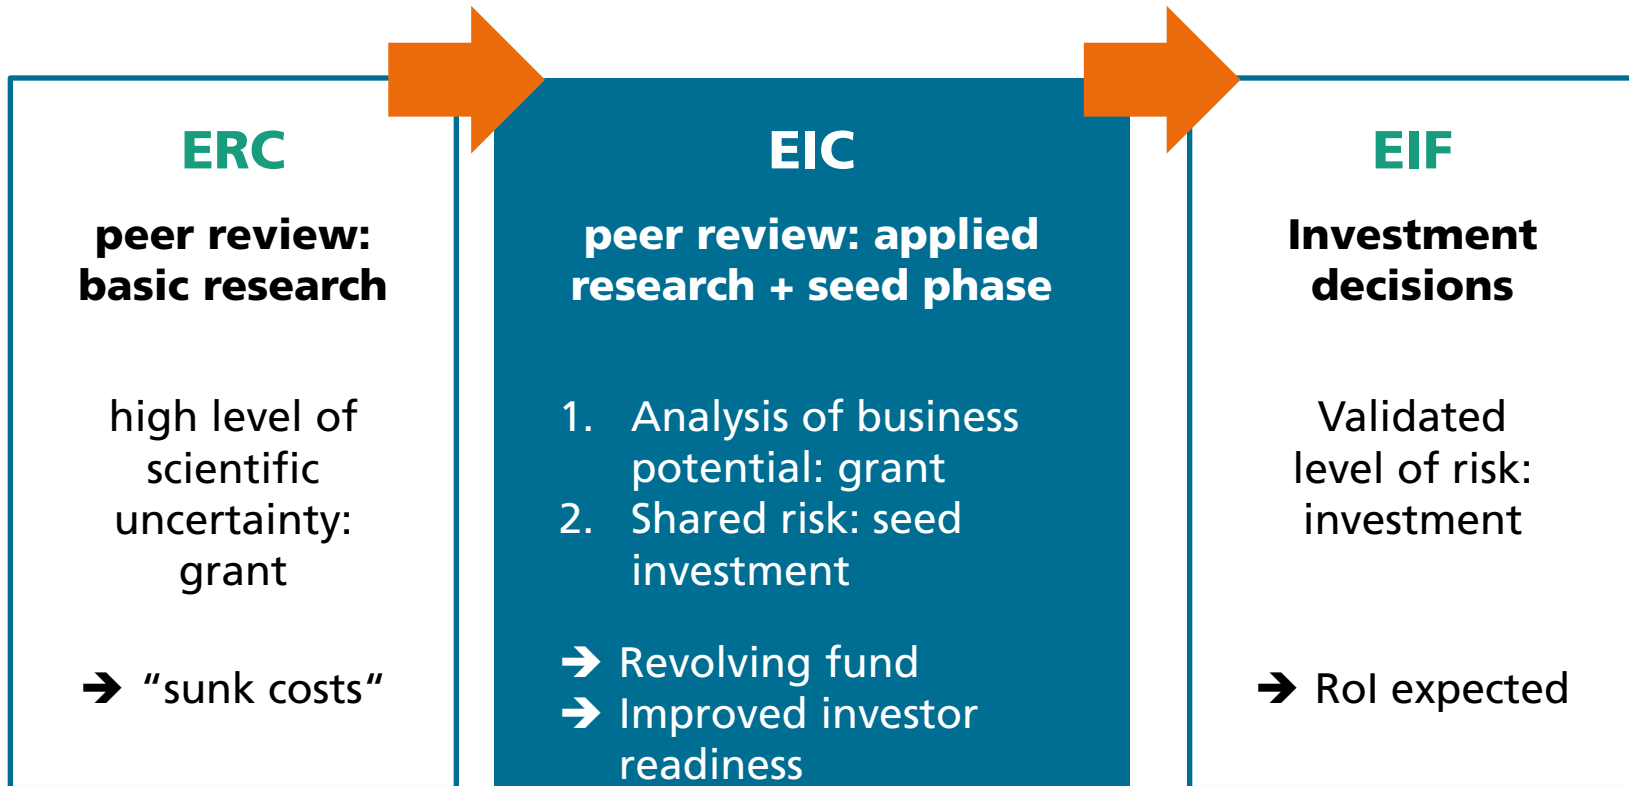 ERC
peer review:
basic research
high level of
scientific
uncertainty:
grant
➔ "sunk costs“
EIC
peer review: applied
research + seed phase
1. Analysis of business
potential: grant
2. Shared risk: seed
investment
➔ Revolving fund
➔ Improved investor
readiness
EIF
Investment
decisions
Validated
level of risk:
investment
➔ RoI expected